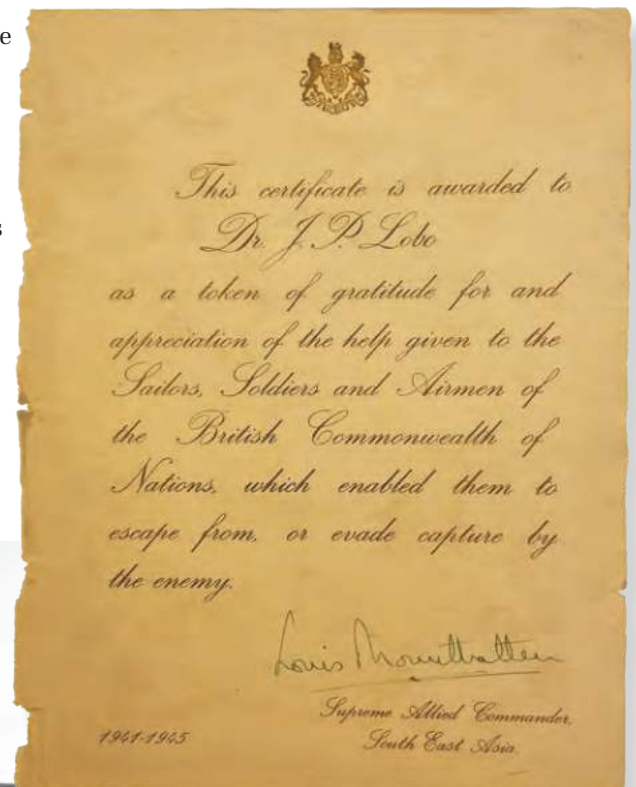 e
s
This certificate is awarded to
Dr. J. P. Lobo
as a token of gratitude for and
appreciation of the help given to the
Sailors, Soldiers and Airmen of
the British Commonwealth of
Nations, which enabled them to
escape from, or evade capture by
the enemy.
Louis Mountbatten
Supreme Allied Commander,
South East Asia.
1941-1945